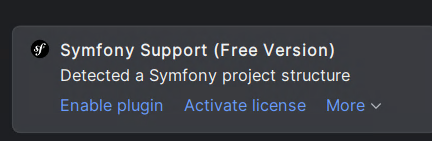 Symfony Support (Free Version)
Detected a Symfony project structure
Enable plugin Activate license More